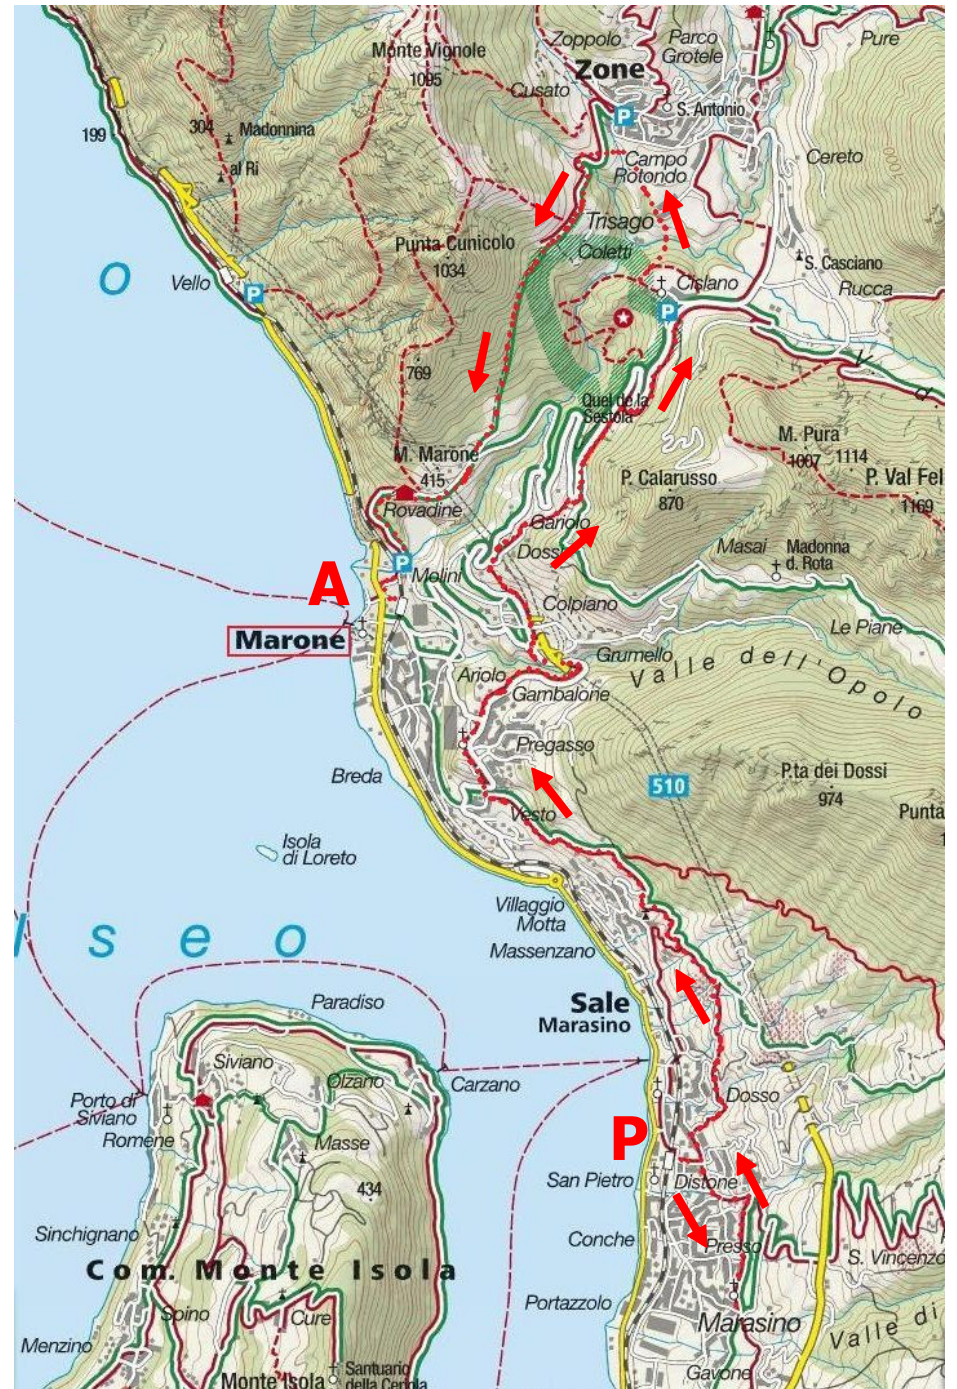 Zoppolo
Parco
Grotele
Pure
Monte Vignole
1095
Zone
Cusato
S. Antonio
199
304
Madonnina
al Ri
P
Campo
Rotondo
Cereto
Trisago
Punta Cunicolo
1034
Coletti
S. Casciano
o
Vello
P
Cislano
Rucca
P
V.
d.
769
Quel de la
Sestola
M. Pura
1007
1114
M. Marone
415
P. Calarusso
870
P. Val Fel
1169
Rovadine
Gariolo
Dossi
Masai
Madonna
d. Rota
P
Molini
A
Colpiano
Marone
Le Piane
Grumello
Valle dell'Opolo
Ariolo
Gambalone
Pregasso
Breda
P.ta dei Dossi
974
510
Vesto
Punta
1
Isola
di Loreto
Villaggio
Motta
Massenzano
I s e o
Paradiso
Sale
Marasino
Siviano
Olzano
Carzano
Porto di
Siviano
Dosso
Romene
Masse
P
San Pietro
Distone
434
Sinchignano
Conche
Presso
S. Vincenzo
Com. Monte Isola
Spino
Cure
Portazzolo
Marasino
Menzino
Valle di
Monte Isola
Santuario
della Ceriola
Gavone